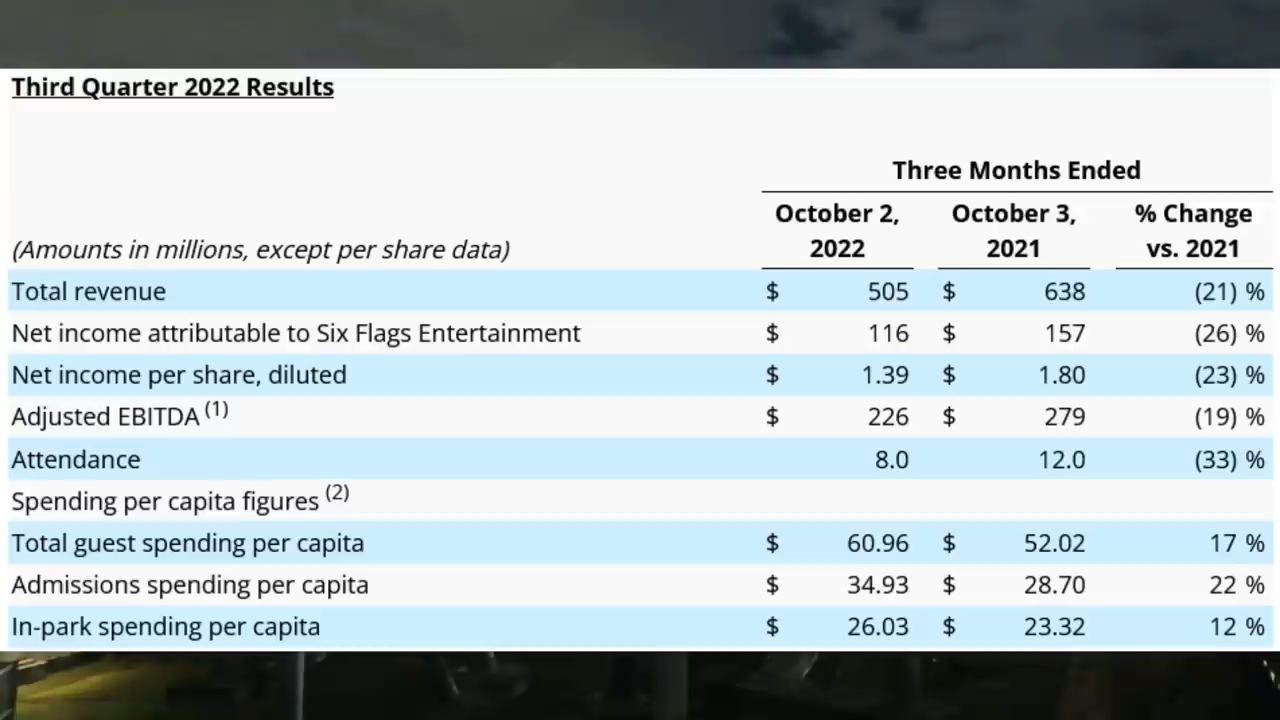 Third Quarter 2022 Results
Three Months Ended
(Amounts in millions, except per share data) October 2, 2022 October 3, 2021 % Change vs. 2021
Total revenue $ 505 $ 638 (21) %
Net income attributable to Six Flags Entertainment $ 116 $ 157 (26) %
Net income per share, diluted $ 1.39 $ 1.80 (23) %
Adjusted EBITDA (1) $ 226 $ 279 (19) %
Attendance 8.0 12.0 (33) %
Spending per capita figures (2)
Total guest spending per capita $ 60.96 $ 52.02 17 %
Admissions spending per capita $ 34.93 $ 28.70 22 %
In-park spending per capita $ 26.03 $ 23.32 12 %